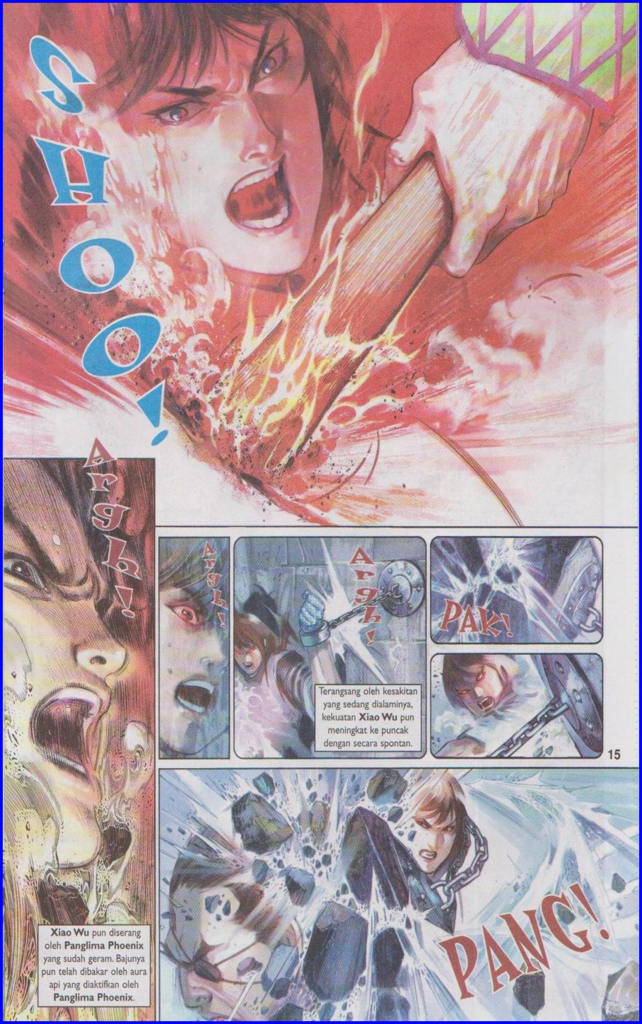 SHOO!
Argh!
Xiao Wu pun diserang
oleh Panglima Phoenix
yang sudah geram. Bajunya
pun telah dibakar oleh aura
api yang diaktifkan oleh
Panglima Phoenix.
Argh!
Argh!
Terangsang oleh kesakitan
yang sedang dialaminya,
kekuatan Xiao Wu pun
meningkat ke puncak
dengan secara spontan.
PAK!
15
PANG!